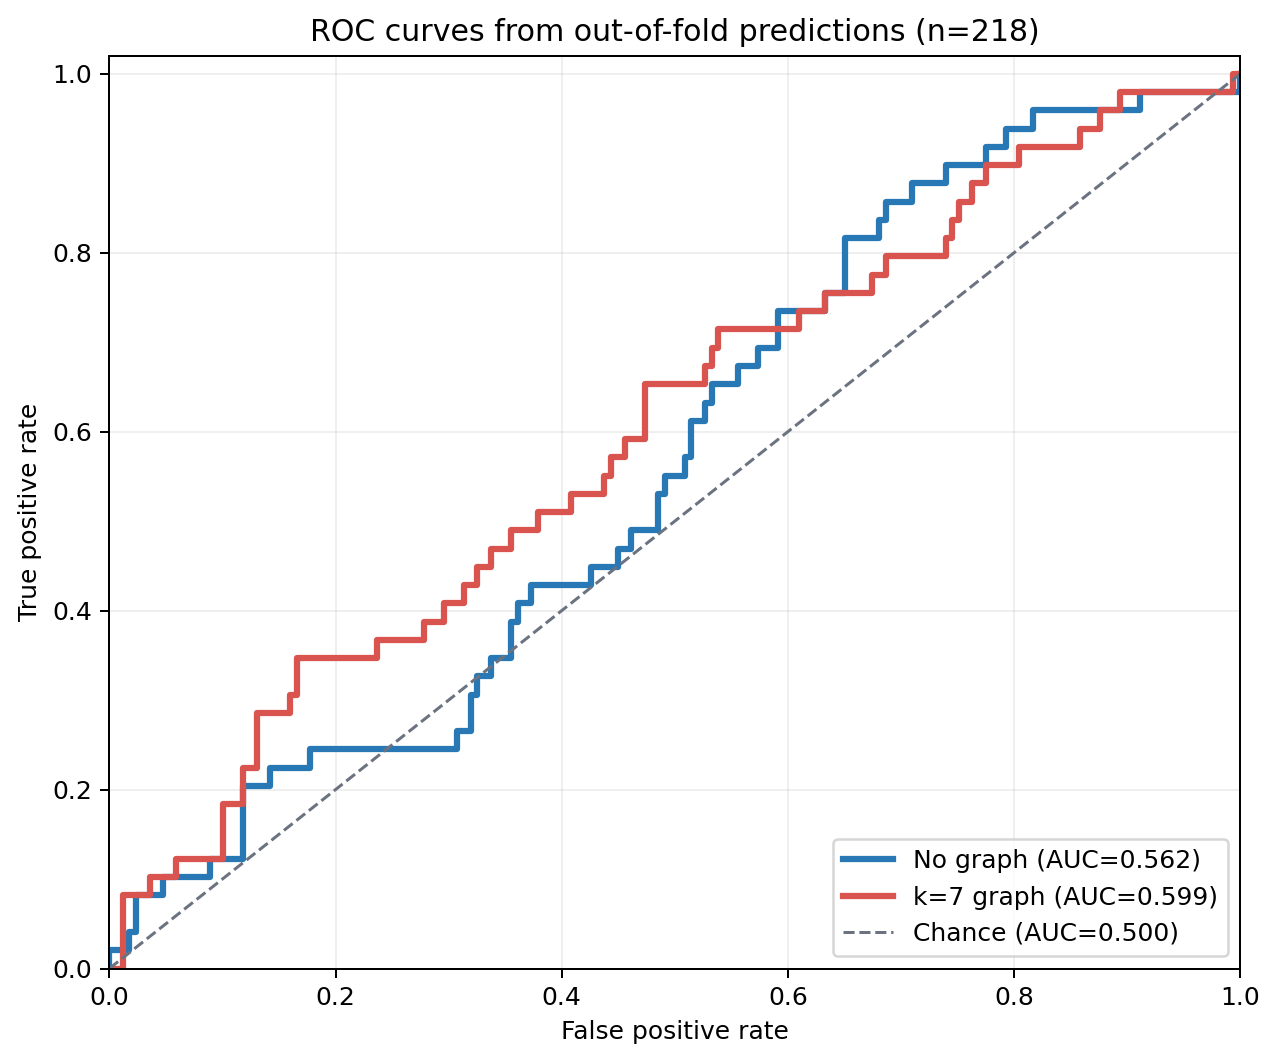 ROC curves from out-of-fold predictions (n=218)
True positive rate
1.0
0.8
0.6
0.4
0.2
0.0
0.0 0.2 0.4 0.6 0.8 1.0
False positive rate
No graph (AUC=0.562)
k=7 graph (AUC=0.599)
Chance (AUC=0.500)